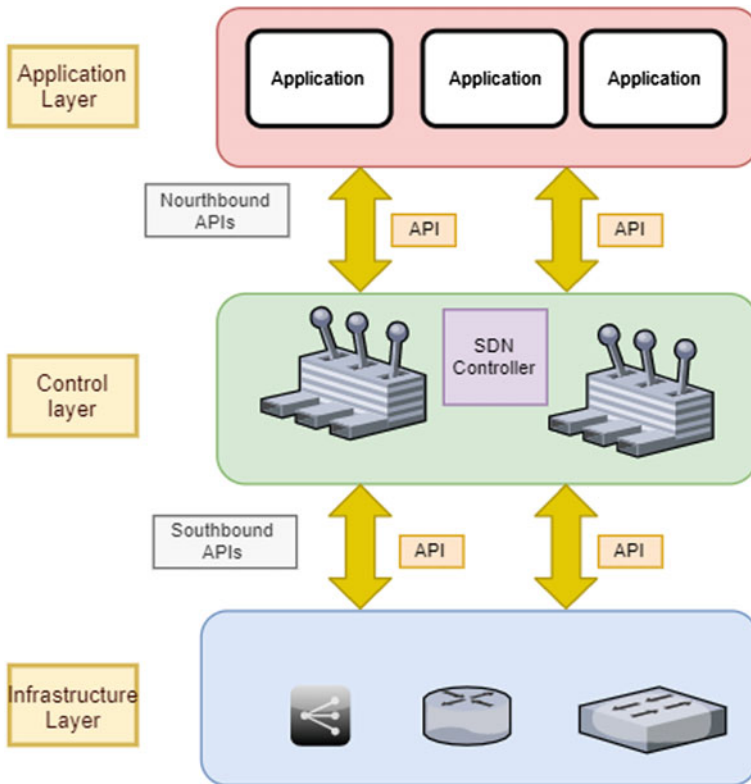 Application
Layer
Application
Application
Application
Nourthbound
APIs
API
API
Control
layer
SDN
Controller
Southbound
APIs
API
API
Infrastructure
Layer